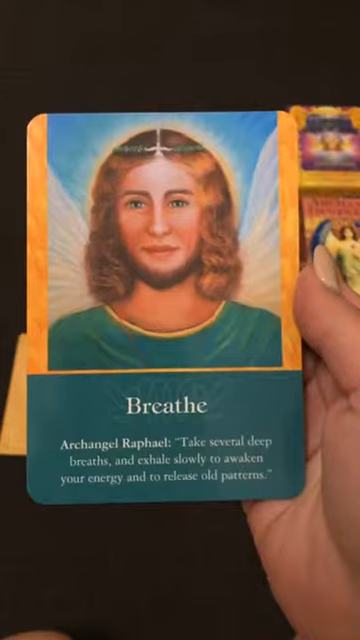 Breathe
Archangel Raphael: "Take several deep
breaths, and exhale slowly to awaken
your energy and to release old patterns."